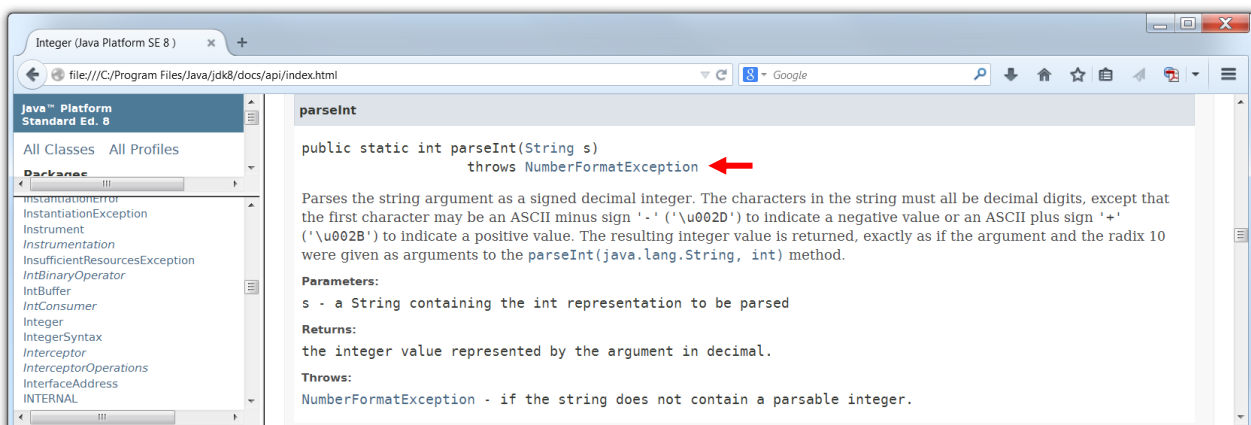 Integer (Java Platform SE 8 ) × +
file:///C:/Program Files/Java/jdk8/docs/api/index.html
8 Google
Java™ Platform
Standard Ed. 8
All Classes All Profiles
Packages
InstantiationError
InstantiationException
Instrument
Instrumentation
InsufficientResourcesException
IntBinaryOperator
IntBuffer
IntConsumer
Integer
IntegerSyntax
Interceptor
InterceptorOperations
InterfaceAddress
INTERNAL
parseInt
public static int parseInt(String s)
throws NumberFormatException
Parses the string argument as a signed decimal integer. The characters in the string must all be decimal digits, except that
the first character may be an ASCII minus sign '-' ('\u002D') to indicate a negative value or an ASCII plus sign '+'
('\u002B') to indicate a positive value. The resulting integer value is returned, exactly as if the argument and the radix 10
were given as arguments to the parseInt(java.lang.String, int) method.
Parameters:
s - a String containing the int representation to be parsed
Returns:
the integer value represented by the argument in decimal.
Throws:
NumberFormatException - if the string does not contain a parsable integer.